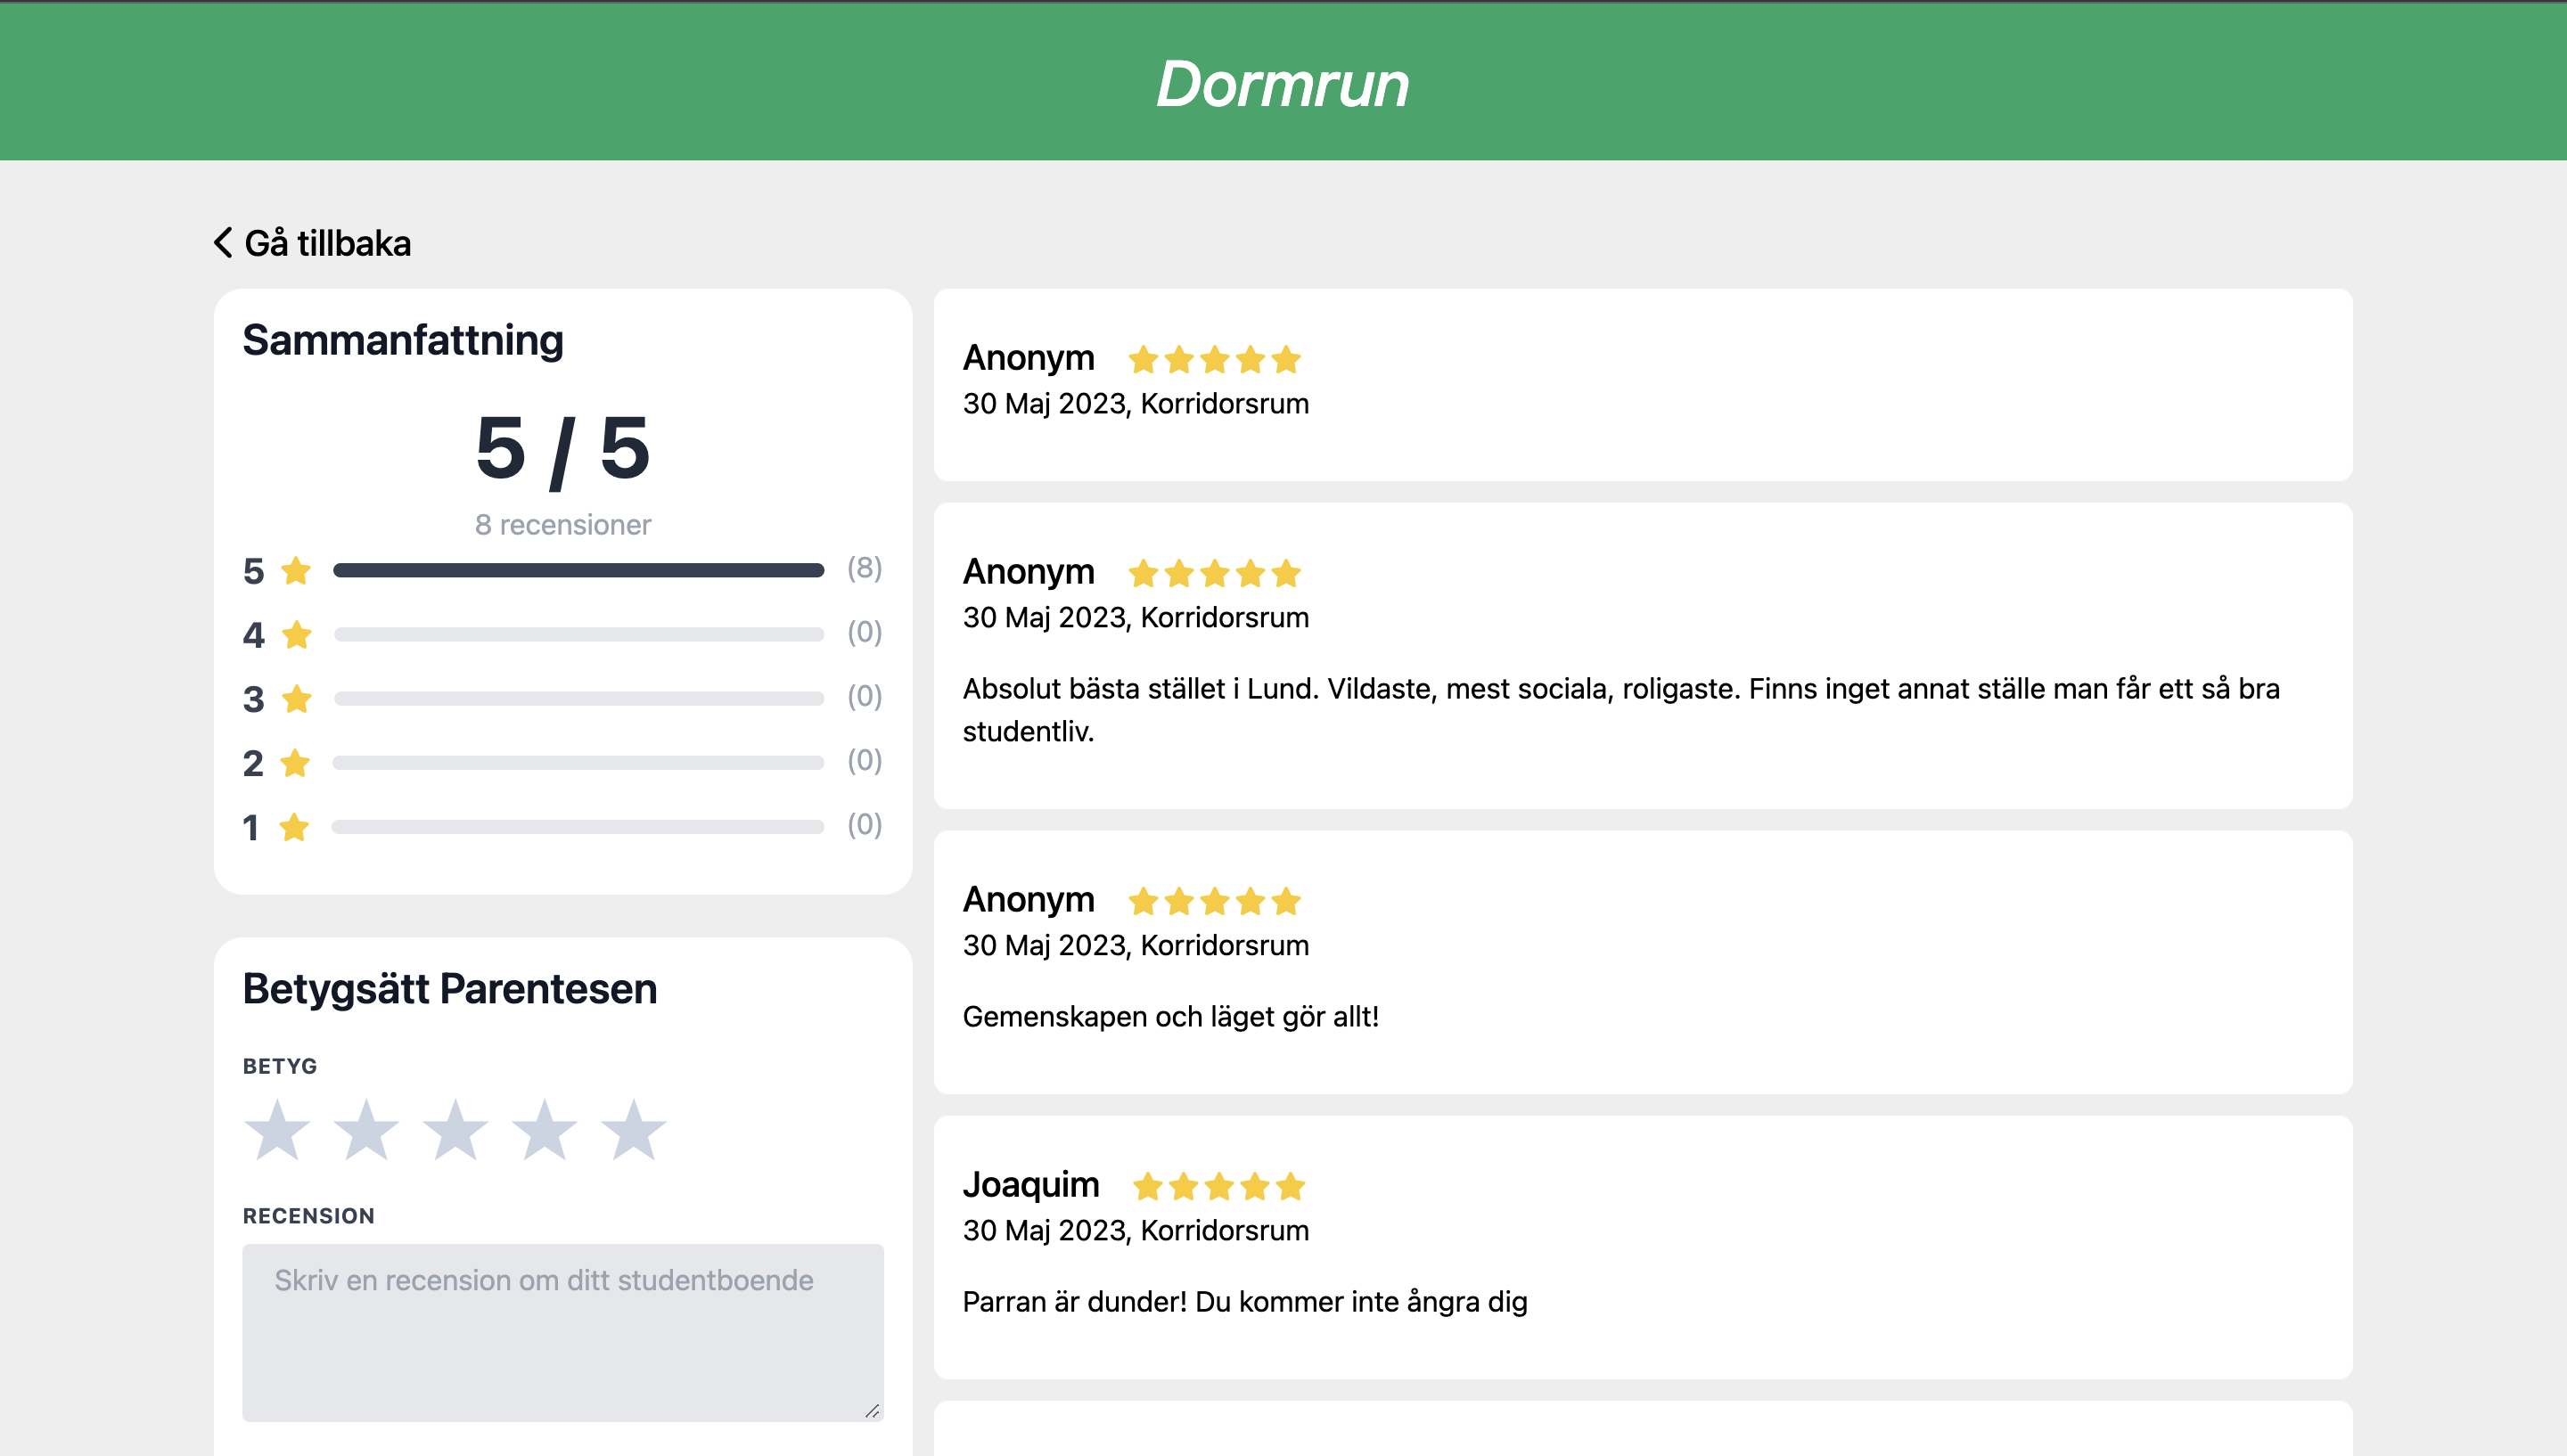 Dormrun
Gå tillbaka
Sammanfattning
5 / 5
8 recensioner
5 (8)
4 (0)
3 (0)
2 (0)
1 (0)
Betygsätt Parentesen
BETYG
RECENSION
Skriv en recension om ditt studentboende
Anonym
30 Maj 2023, Korridorsrum
Anonym
30 Maj 2023, Korridorsrum
Absolut bästa stället i Lund. Vildaste, mest sociala, roligaste. Finns inget annat ställe man får ett så bra
studentliv.
Anonym
30 Maj 2023, Korridorsrum
Gemenskapen och läget gör allt!
Joaquim
30 Maj 2023, Korridorsrum
Parran är dunder! Du kommer inte ångra dig